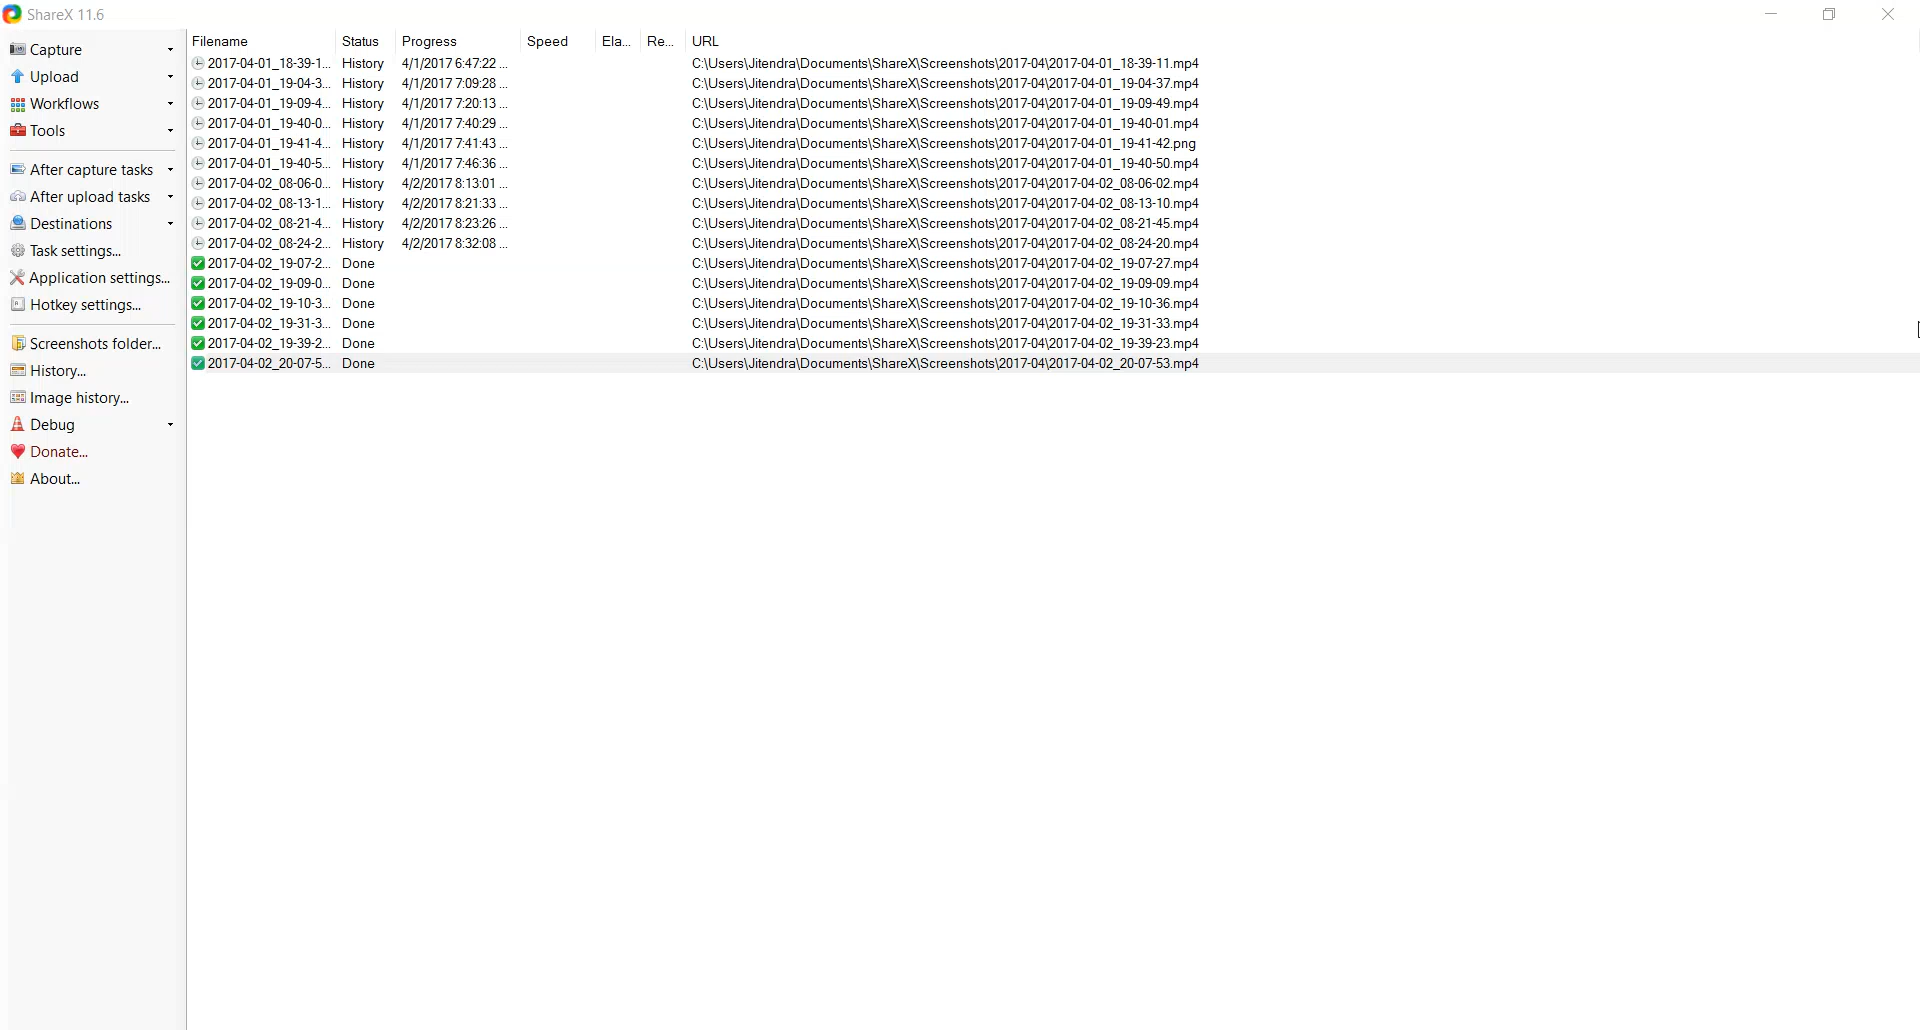 ShareX 11.6
Capture
Upload
Workflows
Tools
After capture tasks
After upload tasks
Destinations
Task settings...
Application settings...
Hotkey settings...
Screenshots folder...
History...
Image history...
Debug
Donate...
About...
Filename Status Progress Speed Ela... Re... URL
2017-04-01_18-39-1... History 4/1/2017 6:47:22 ... C:\Users\Jitendra\Documents\ShareX\Screenshots\2017-04\2017-04-01_18-39-11.mp4
2017-04-01_19-04-3... History 4/1/2017 7:09:28 ... C:\Users\Jitendra\Documents\ShareX\Screenshots\2017-04\2017-04-01_19-04-37.mp4
2017-04-01_19-09-4... History 4/1/2017 7:20:13 ... C:\Users\Jitendra\Documents\ShareX\Screenshots\2017-04\2017-04-01_19-09-49.mp4
2017-04-01_19-40-0... History 4/1/2017 7:40:29 ... C:\Users\Jitendra\Documents\ShareX\Screenshots\2017-04\2017-04-01_19-40-01.mp4
2017-04-01_19-41-4... History 4/1/2017 7:41:43 ... C:\Users\Jitendra\Documents\ShareX\Screenshots\2017-04\2017-04-01_19-41-42.png
2017-04-01_19-40-5... History 4/1/2017 7:46:36 ... C:\Users\Jitendra\Documents\ShareX\Screenshots\2017-04\2017-04-01_19-40-50.mp4
2017-04-02_08-06-0... History 4/2/2017 8:13:01 ... C:\Users\Jitendra\Documents\ShareX\Screenshots\2017-04\2017-04-02_08-06-02.mp4
2017-04-02_08-13-1... History 4/2/2017 8:21:33 ... C:\Users\Jitendra\Documents\ShareX\Screenshots\2017-04\2017-04-02_08-13-10.mp4
2017-04-02_08-21-4... History 4/2/2017 8:23:26 ... C:\Users\Jitendra\Documents\ShareX\Screenshots\2017-04\2017-04-02_08-21-45.mp4
2017-04-02_08-24-2... History 4/2/2017 8:32:08 ... C:\Users\Jitendra\Documents\ShareX\Screenshots\2017-04\2017-04-02_08-24-20.mp4
2017-04-02_19-07-2... Done C:\Users\Jitendra\Documents\ShareX\Screenshots\2017-04\2017-04-02_19-07-27.mp4
2017-04-02_19-09-0... Done C:\Users\Jitendra\Documents\ShareX\Screenshots\2017-04\2017-04-02_19-09-09.mp4
2017-04-02_19-10-3... Done C:\Users\Jitendra\Documents\ShareX\Screenshots\2017-04\2017-04-02_19-10-36.mp4
2017-04-02_19-31-3... Done C:\Users\Jitendra\Documents\ShareX\Screenshots\2017-04\2017-04-02_19-31-33.mp4
2017-04-02_19-39-2... Done C:\Users\Jitendra\Documents\ShareX\Screenshots\2017-04\2017-04-02_19-39-23.mp4
2017-04-02_20-07-5... Done C:\Users\Jitendra\Documents\ShareX\Screenshots\2017-04\2017-04-02_20-07-53.mp4